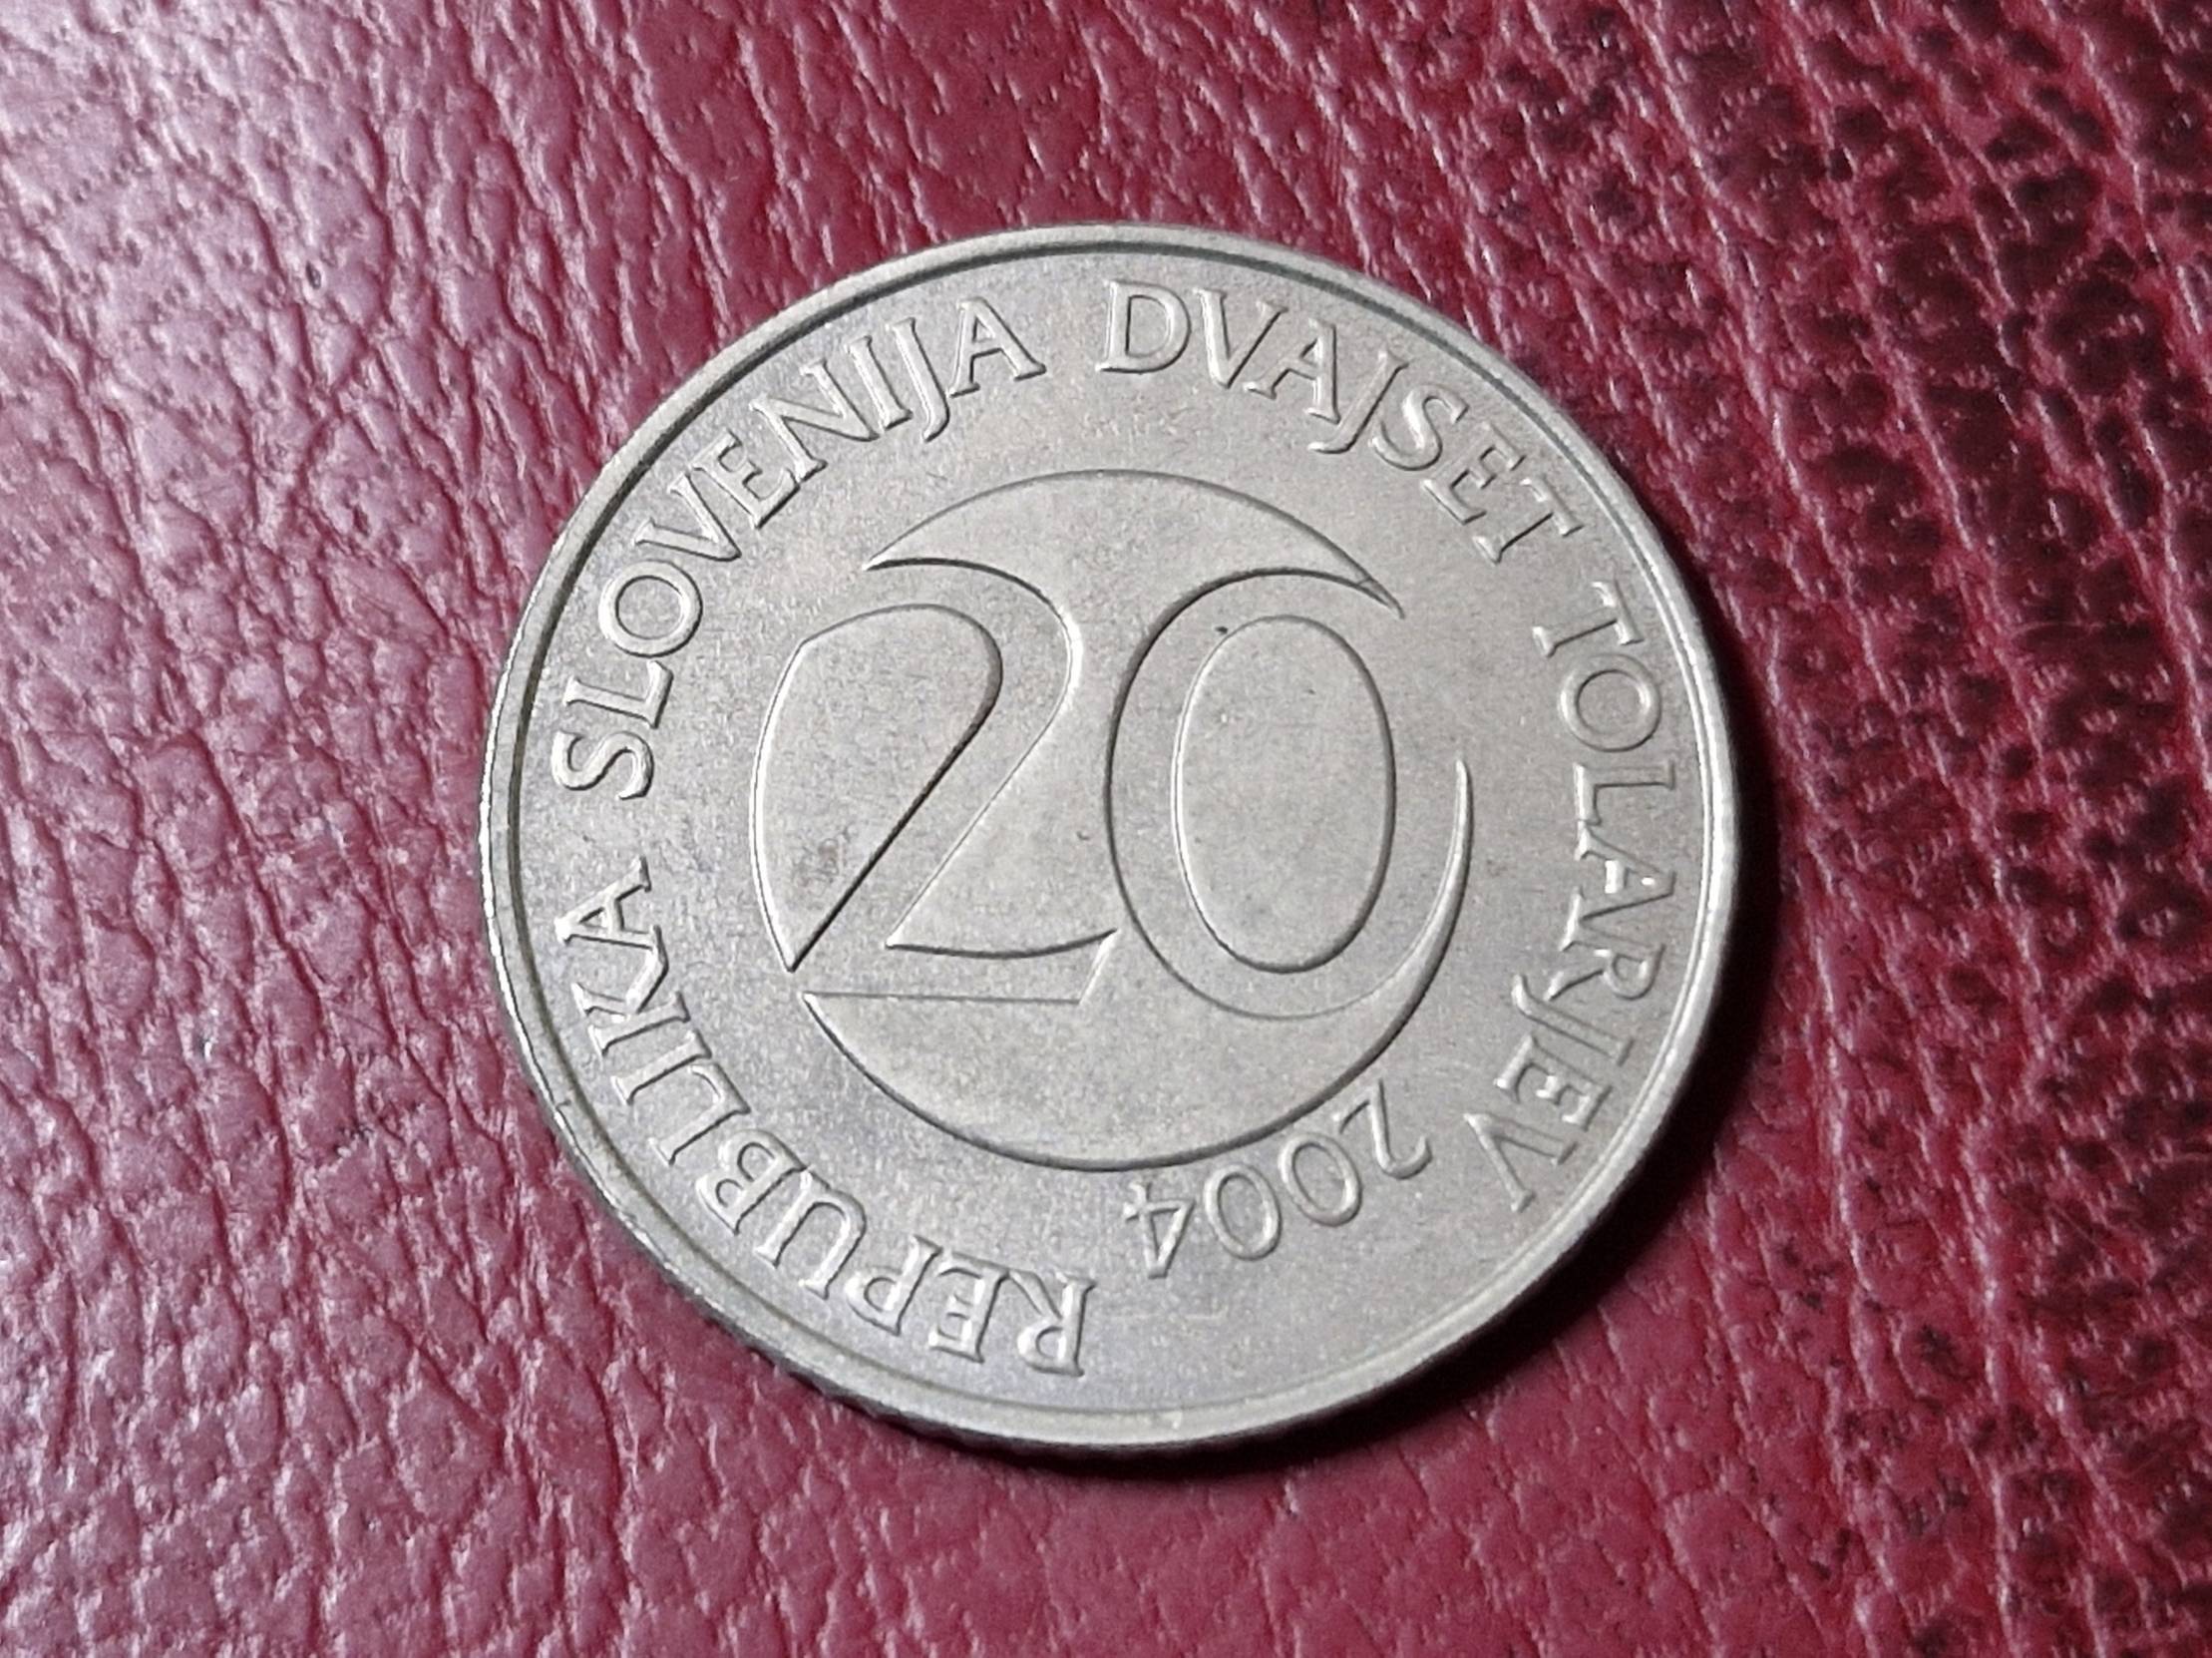 REPUBLIKA SLOVENIJA DVAJSET TOLARJEV 2004
20